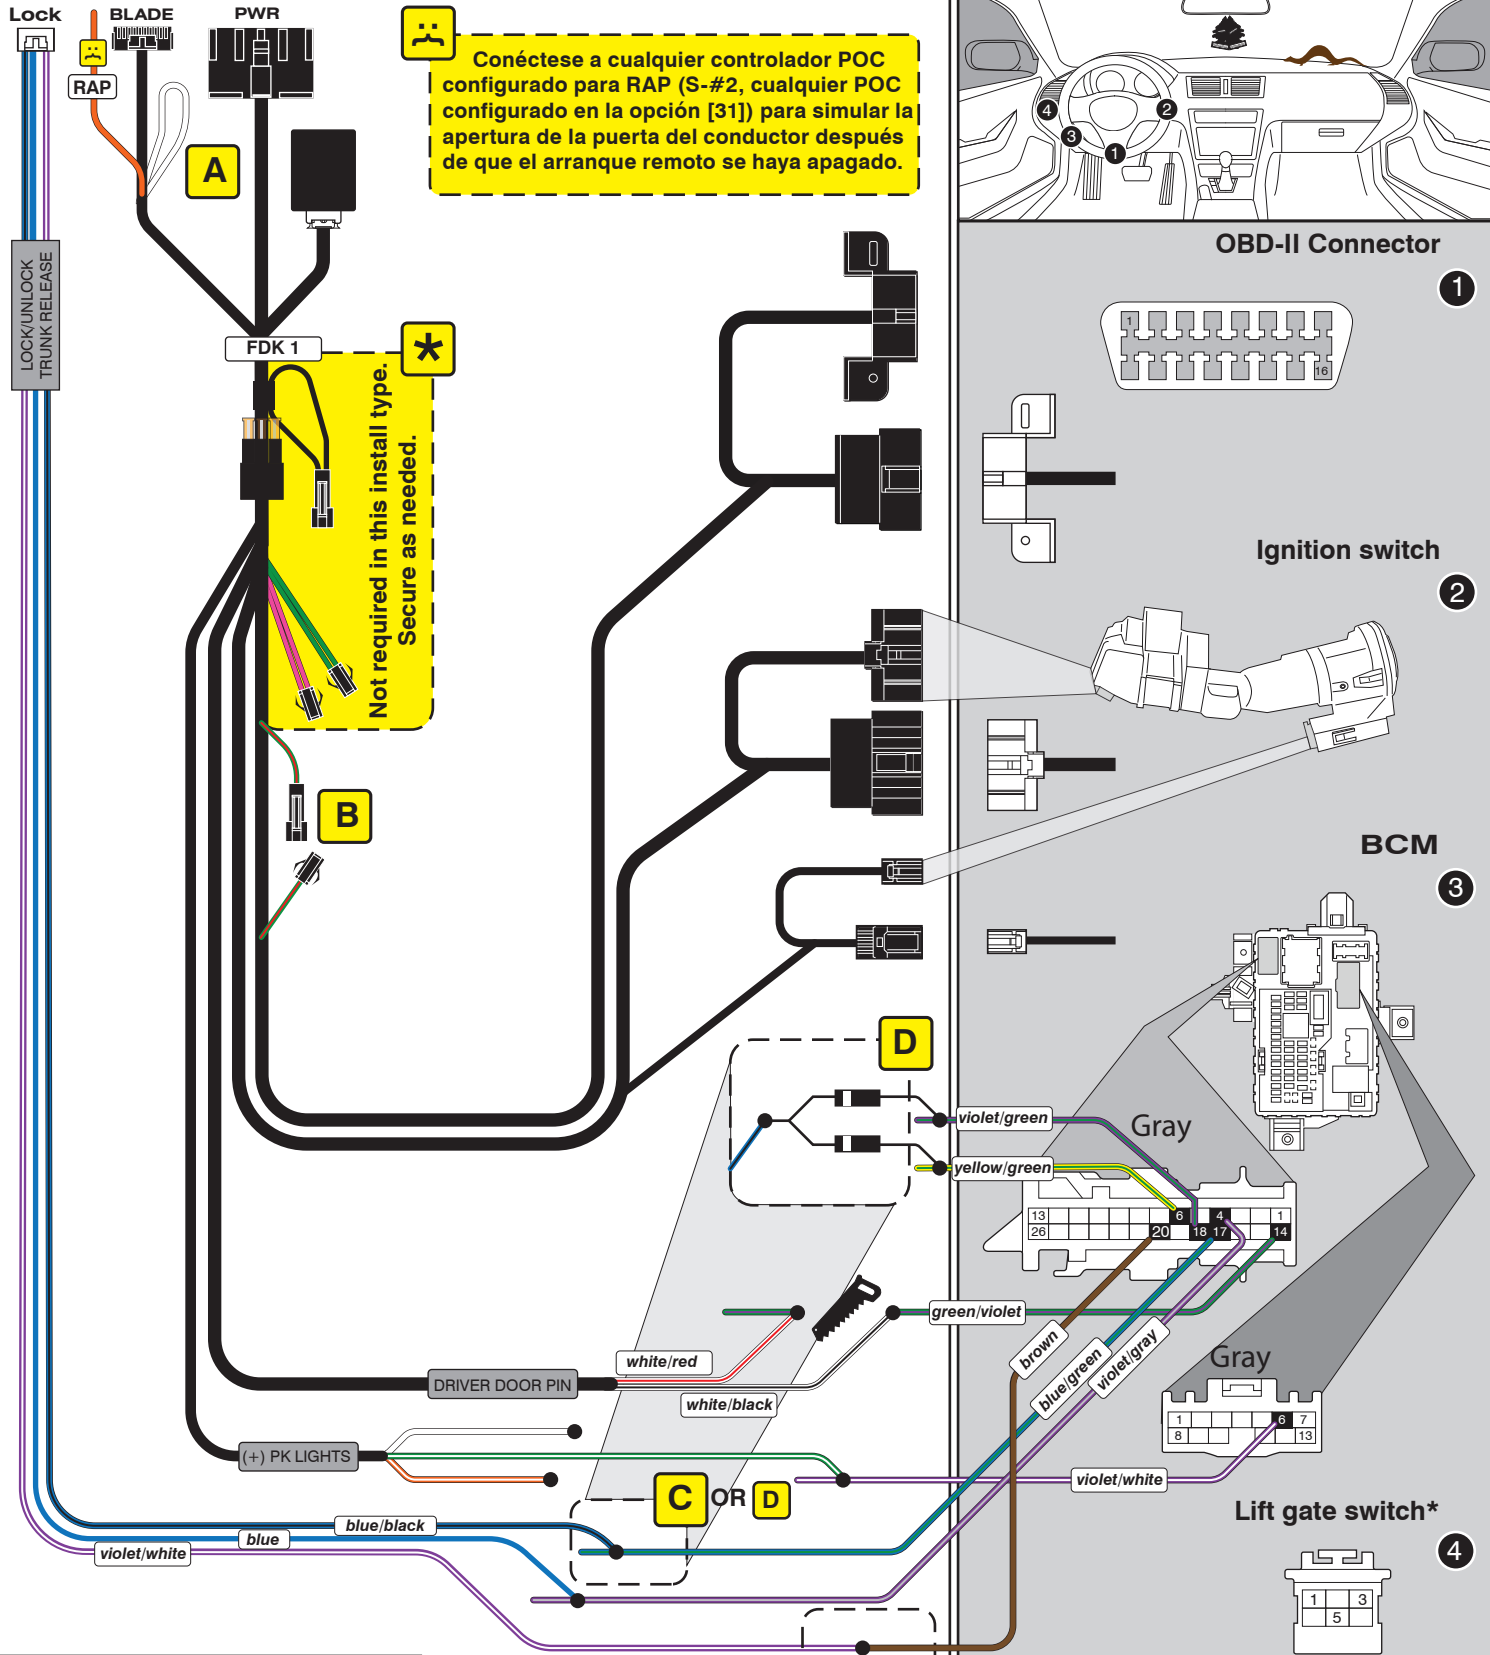 Lock
BLADE
PWR
RAP
A
Conéctese a cualquier controlador POC
configurado para RAP (S-#2, cualquier POC
configurado en la opción [31]) para simular la
apertura de la puerta del conductor después
de que el arranque remoto se haya apagado.
4
2
3
1
LOCK/UNLOCK
TRUNK RELEASE
OBD-II Connector
1
1
16
FDK 1
*
Not required in this install type.
Secure as needed.
Ignition switch
2
B
BCM
3
D
violet/green
Gray
yellow/green
13 6 4 1
26 20 18 17 14
green/violet
brown
blue/green
violet/gray
white/red
DRIVER DOOR PIN
white/black
Gray
1 6 7
8 13
(+) PK LIGHTS
violet/white
C OR D
Lift gate switch*
4
blue/black
blue
violet/white
1 3
5